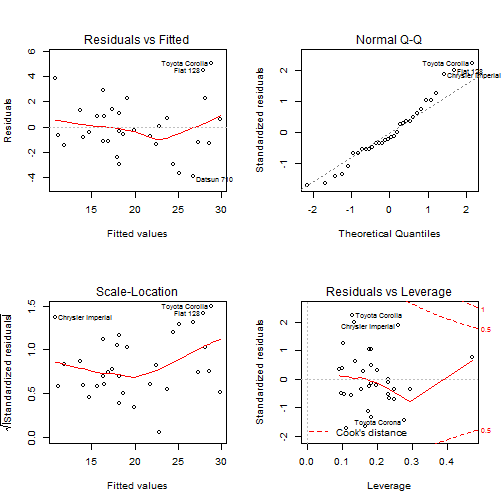 Residuals vs Fitted
Residuals
6
4
2
0
-2
-4
Toyota Corolla
Fiat 128
Datsun 710
15 20 25 30
Fitted values
Normal Q-Q
Standardized residuals
2
1
0
-1
Toyota Corolla
Fiat 128
Chrysler Imperial
-2 -1 0 1 2
Theoretical Quantiles
Scale-Location
√|Standardized residuals|
1.5
1.0
0.5
0.0
Chrysler Imperial
Toyota Corolla
Fiat 128
15 20 25 30
Fitted values
Residuals vs Leverage
Standardized residuals
2
1
0
-1
-2
Toyota Corolla
Chrysler Imperial
Toyota Corona
Cook's distance
1
0.5
0.5
0.0 0.1 0.2 0.3 0.4
Leverage